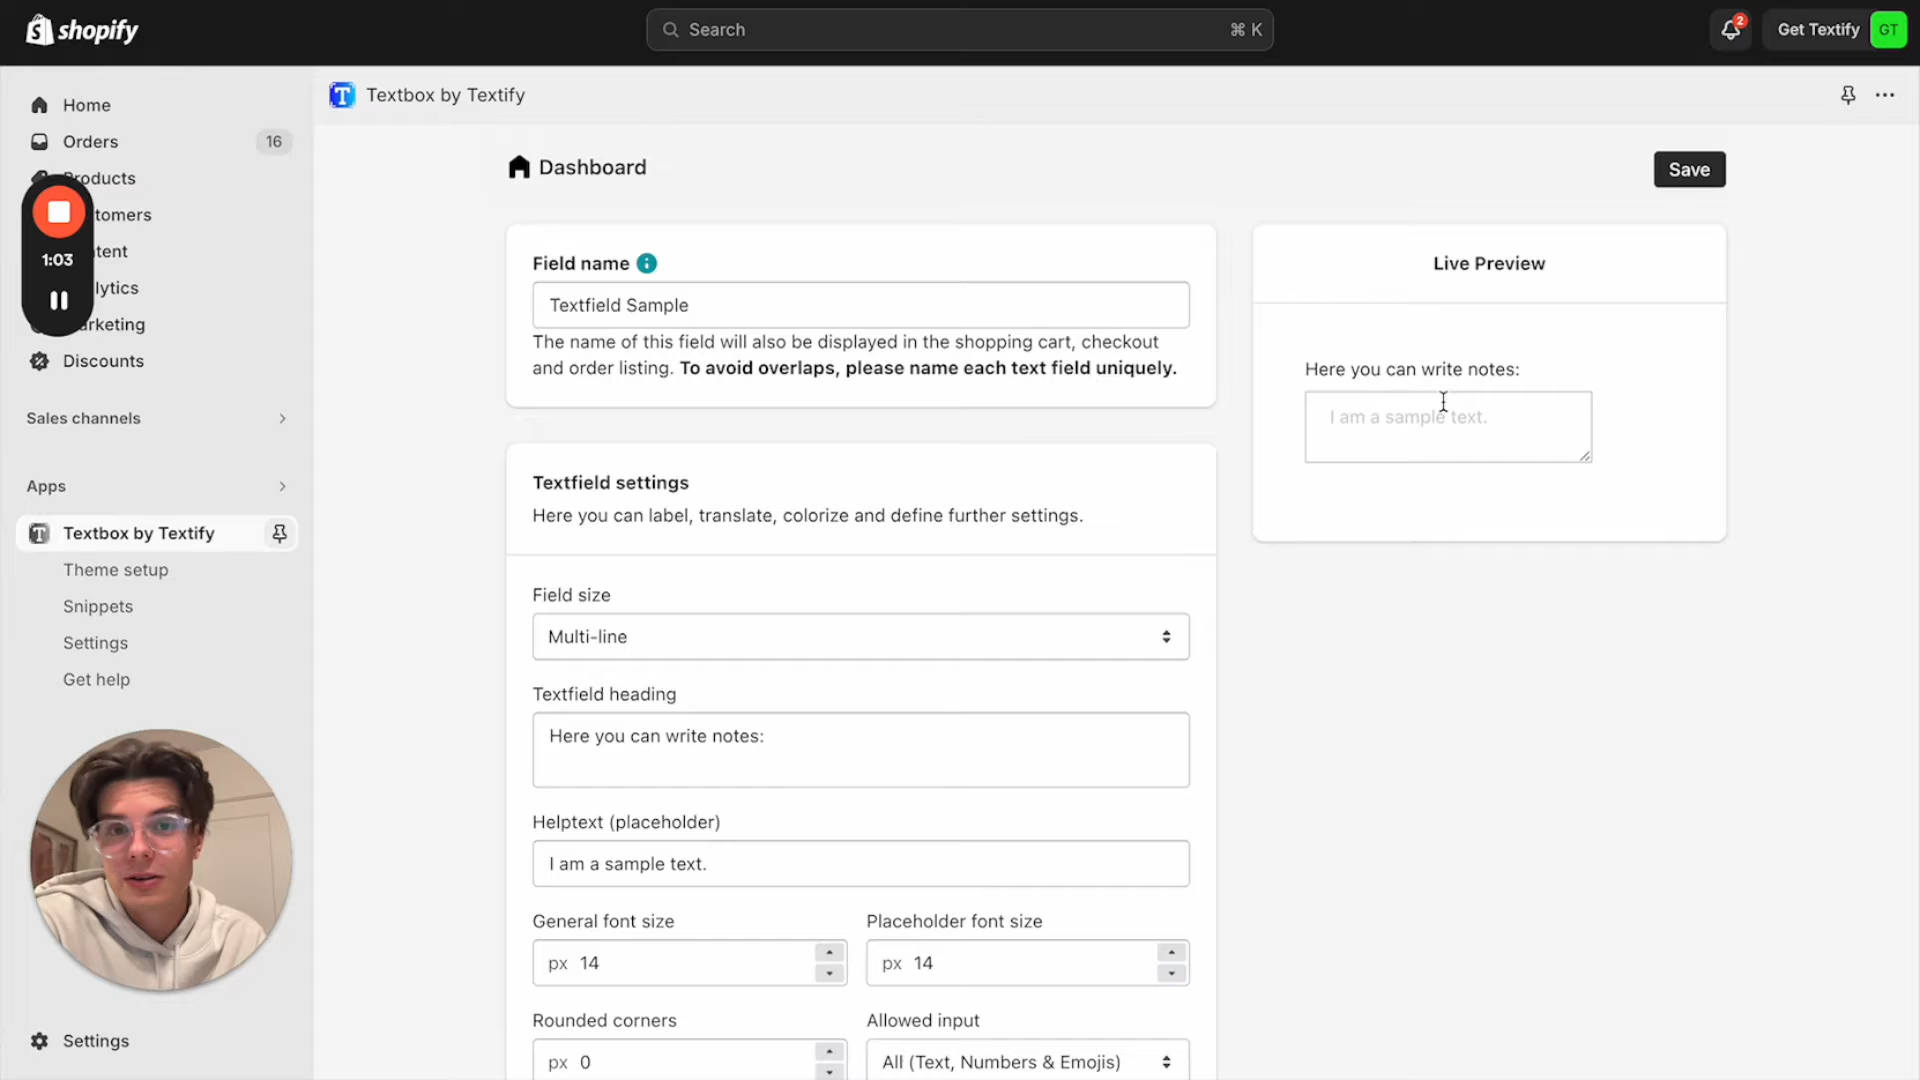 shopify
Search
⌘ K
2
Get Textify
GT
Home
Orders
16
Products
tomers
tent
lytics
rketing
Discounts
1:03
Sales channels
Apps
Textbox by Textify
Theme setup
Snippets
Settings
Get help
Settings
Textbox by Textify
Dashboard
Save
Field name
Textfield Sample
The name of this field will also be displayed in the shopping cart, checkout
and order listing. To avoid overlaps, please name each text field uniquely.
Textfield settings
Here you can label, translate, colorize and define further settings.
Field size
Multi-line
Textfield heading
Here you can write notes:
Helptext (placeholder)
I am a sample text.
General font size
px 14
Placeholder font size
px 14
Rounded corners
px 0
Allowed input
All (Text, Numbers & Emojis)
Live Preview
Here you can write notes:
I am a sample text.